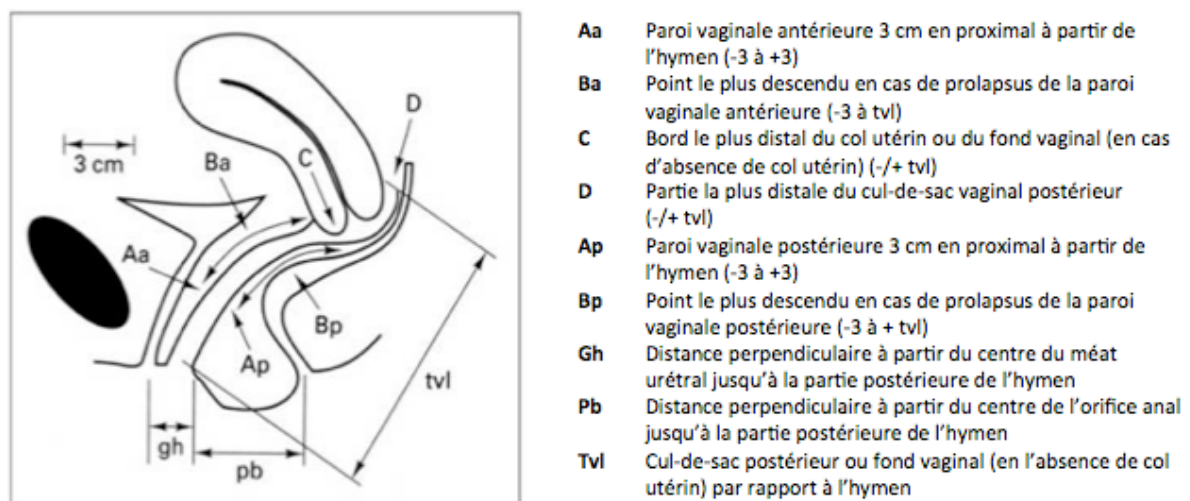 D
3 cm
Ba
C
Aa
Bp
Ap
tvl
gh
pb
Aa Paroi vaginale antérieure 3 cm en proximal à partir de
l'hymen (-3 à +3)
Ba Point le plus descendu en cas de prolapsus de la paroi
vaginale antérieure (-3 à tvl)
C Bord le plus distal du col utérin ou du fond vaginal (en cas
d'absence de col utérin) (-/+ tvl)
D Partie la plus distale du cul-de-sac vaginal postérieur
(-/+ tvl)
Ap Paroi vaginale postérieure 3 cm en proximal à partir de
l'hymen (-3 à +3)
Bp Point le plus descendu en cas de prolapsus de la paroi
vaginale postérieure (-3 à + tvl)
Gh Distance perpendiculaire à partir du centre du méat
urétral jusqu'à la partie postérieure de l'hymen
Pb Distance perpendiculaire à partir du centre de l'orifice anal
jusqu'à la partie postérieure de l'hymen
Tvl Cul-de-sac postérieur ou fond vaginal (en l'absence de col
utérin) par rapport à l'hymen